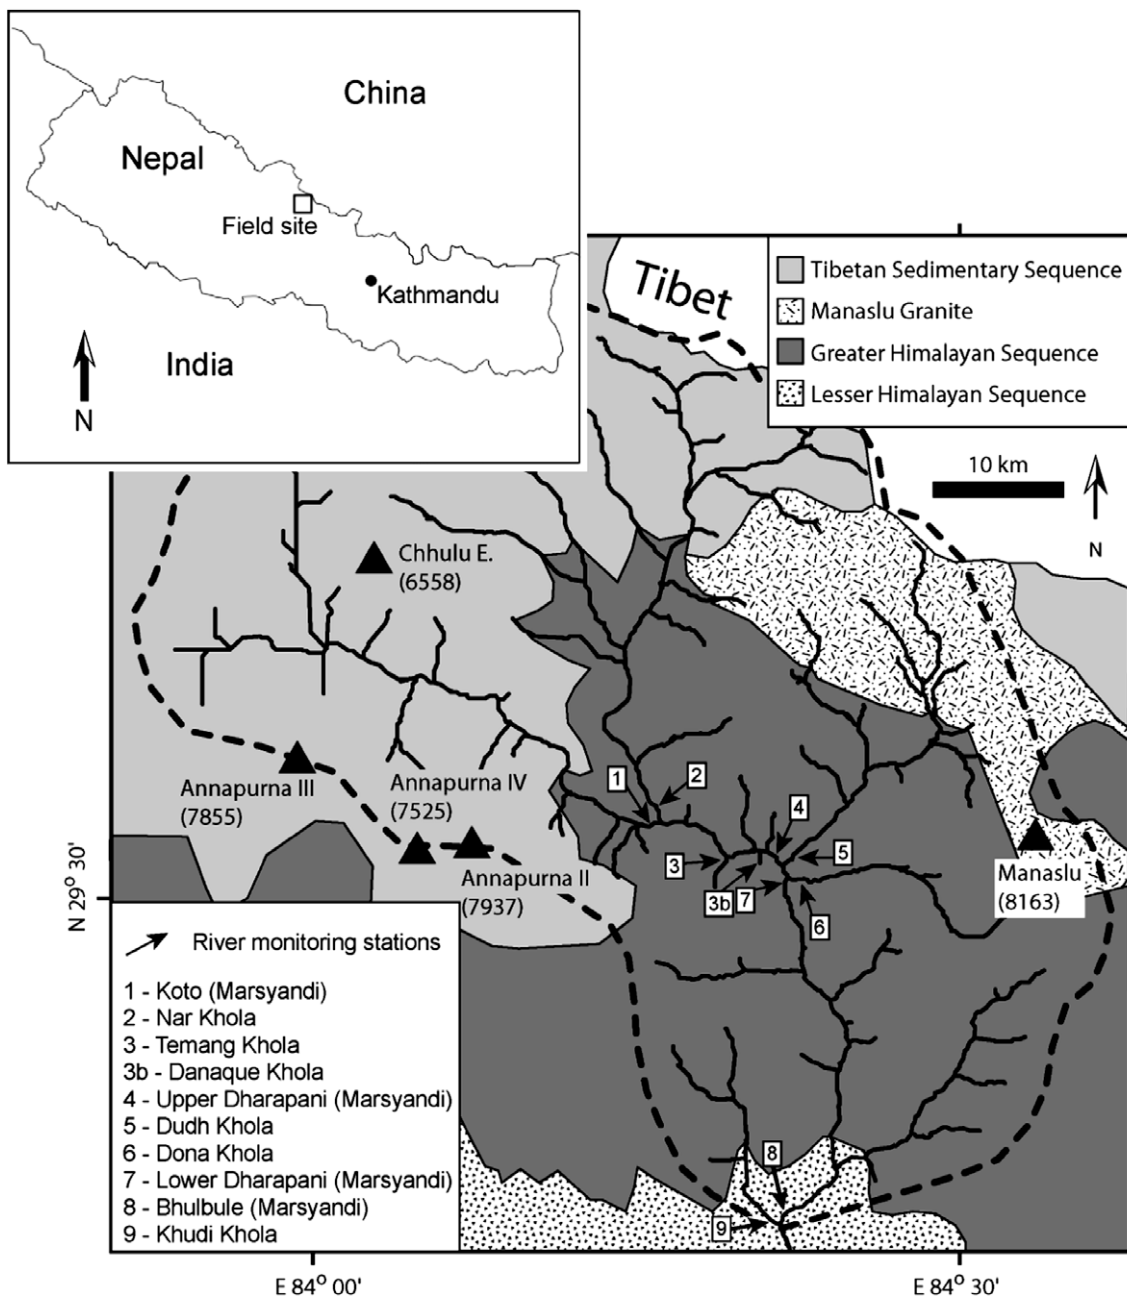 China
Nepal
Field site
Kathmandu
India
N
Tibet
Tibetan Sedimentary Sequence
Manaslu Granite
Greater Himalayan Sequence
Lesser Himalayan Sequence
10 km
N
Chhulu E.
(6558)
Annapurna III
(7855)
Annapurna IV
(7525)
Annapurna II
(7937)
Manaslu
(8163)
1
2
3
3b
4
5
6
7
8
9
N 29° 30'
River monitoring stations
1 - Koto (Marsyandi)
2 - Nar Khola
3 - Temang Khola
3b - Danaque Khola
4 - Upper Dharapani (Marsyandi)
5 - Dudh Khola
6 - Dona Khola
7 - Lower Dharapani (Marsyandi)
8 - Bhulbule (Marsyandi)
9 - Khudi Khola
E 84° 00'
E 84° 30'